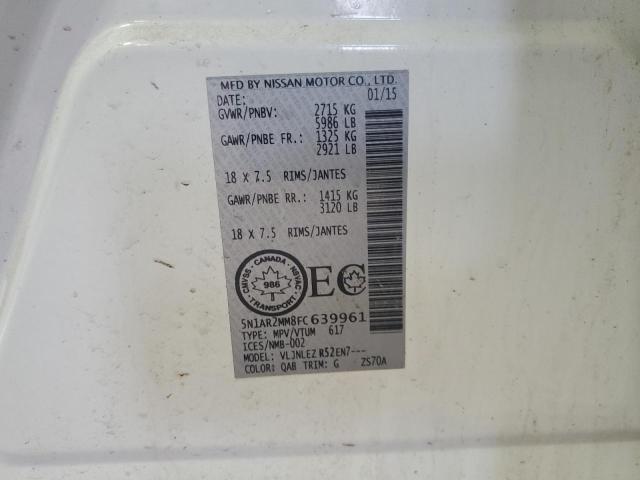 MFD BY NISSAN MOTOR CO., LTD.
DATE: 01/15
GVWR/PNBV: 2715 KG
5986 LB
GAWR/PNBE FR.: 1325 KG
2921 LB
18 X 7.5 RIMS/JANTES
GAWR/PNBE RR.: 1415 KG
3120 LB
18 X 7.5 RIMS/JANTES
CMVSS - CANADA - NSVAC
986
TRANSPORT
EC
5N1AR2MM8FC639961
TYPE: MPV/VTUM 617
ICES/NMB-002
MODEL: VLJNLEZ R52EN7---
COLOR: QAB TRIM: G ZS70A